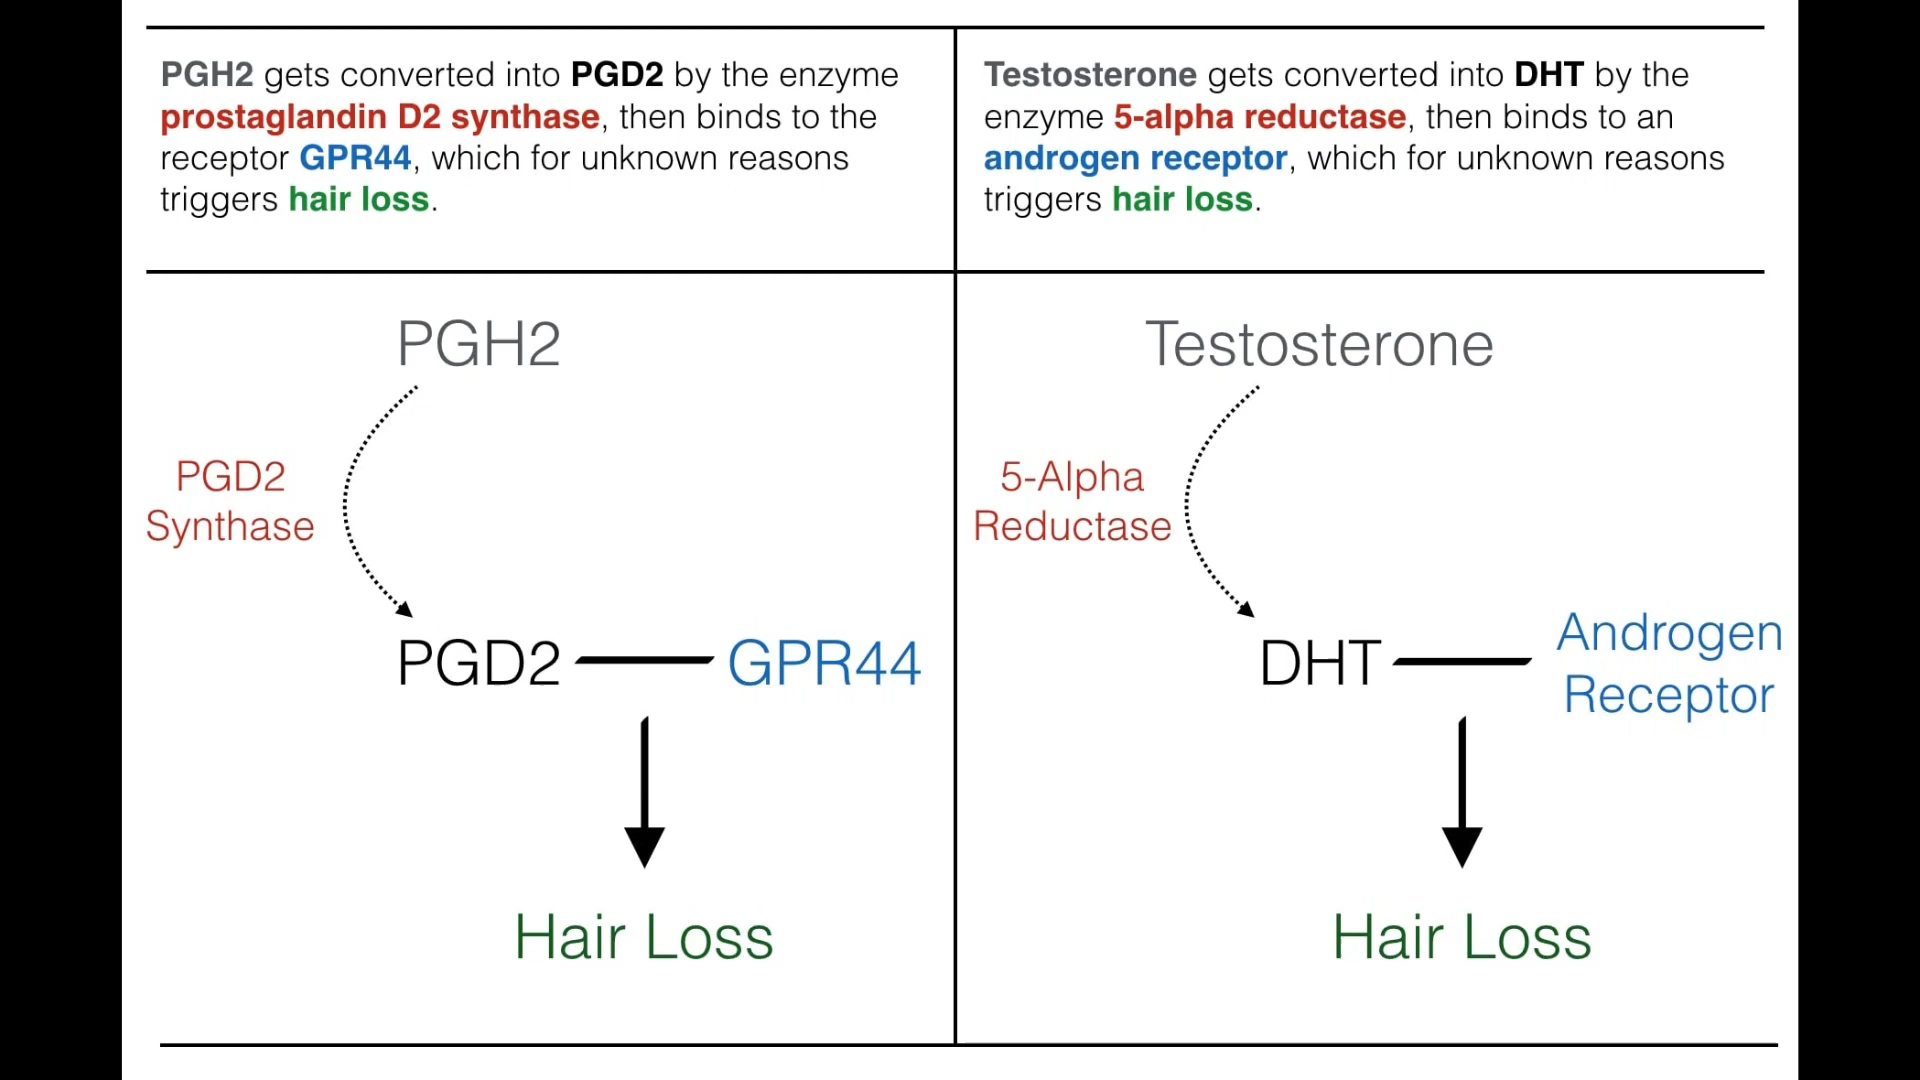 PGH2 gets converted into PGD2 by the enzyme
prostaglandin D2 synthase, then binds to the
receptor GPR44, which for unknown reasons
triggers hair loss.
Testosterone gets converted into DHT by the
enzyme 5-alpha reductase, then binds to an
androgen receptor, which for unknown reasons
triggers hair loss.
PGH2
PGD2
Synthase
PGD2
GPR44
Hair Loss
Testosterone
5-Alpha
Reductase
DHT
Androgen
Receptor
Hair Loss